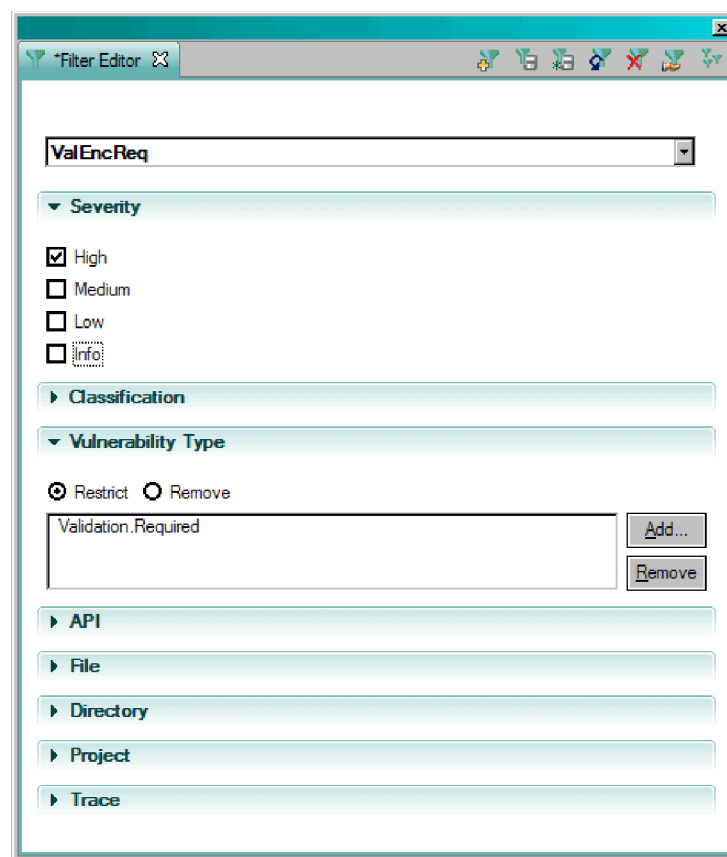 *Filter Editor
ValEncReq
Severity
High
Medium
Low
Info
Classification
Vulnerability Type
Restrict Remove
Validation.Required
Add...
Remove
API
File
Directory
Project
Trace